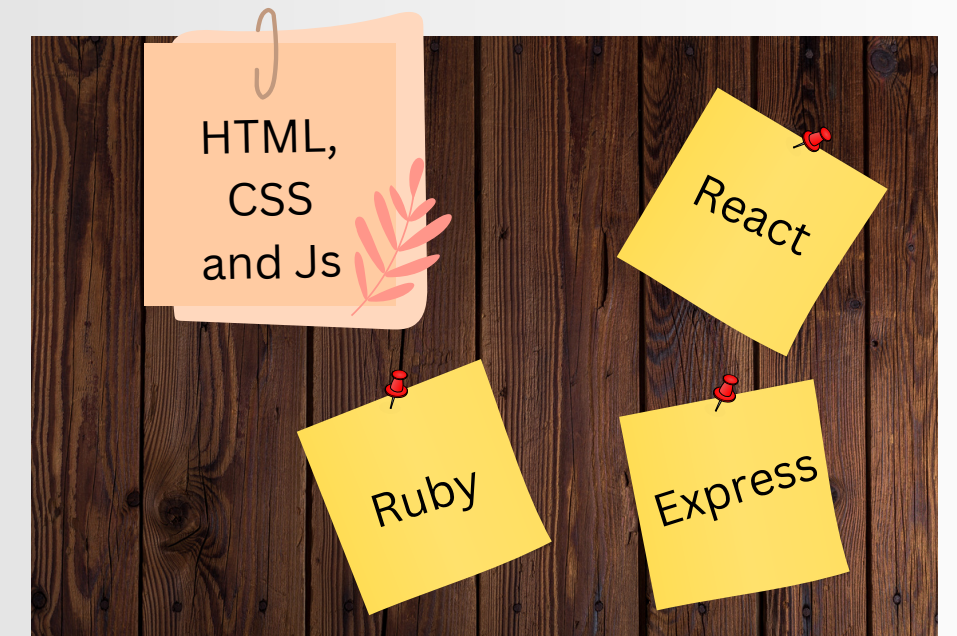 HTML,
CSS
and Js
React
Ruby
Express